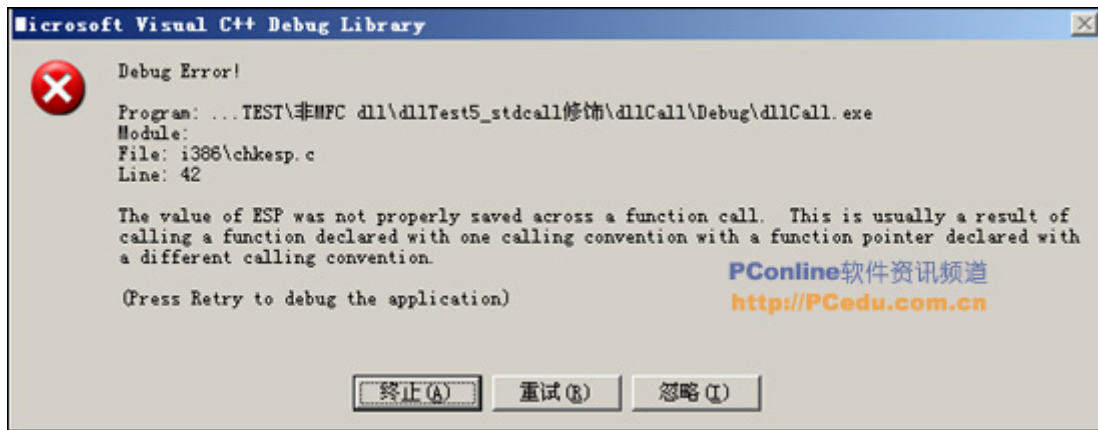 Microsoft Visual C++ Debug Library
Debug Error!
Program: ...TEST\非MFC dll\dllTest5_stdcall修饰\dllCall\Debug\dllCall.exe
Module:
File: i386\chkesp.c
Line: 42
The value of ESP was not properly saved across a function call.  This is usually a result of
calling a function declared with one calling convention with a function pointer declared with
a different calling convention.
PConline软件资讯频道
(Press Retry to debug the application)
http://PCedu.com.cn
终止(A)
重试(R)
忽略(I)